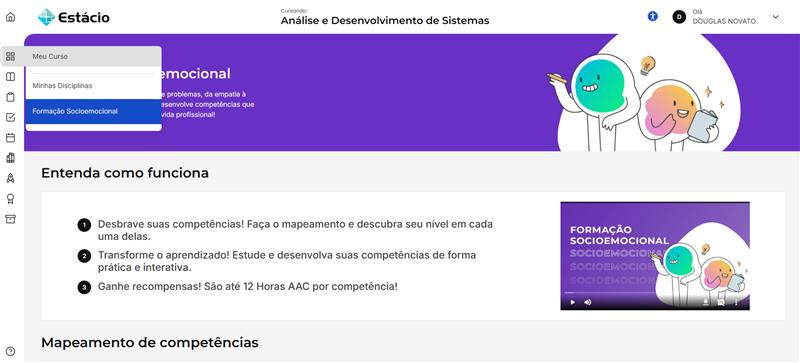 Estácio
Cursando:
Análise e Desenvolvimento de Sistemas
D
Olá
DOUGLAS NOVATO
Meu Curso
Minhas Disciplinas
Formação Socioemocional
emocional
e problemas, da empatia à
esenvolve competências que
vida profissional!
Entenda como funciona
1 Desbrave suas competências! Faça o mapeamento e descubra seu nível em cada
uma delas.
2 Transforme o aprendizado! Estude e desenvolva suas competências de forma
prática e interativa.
3 Ganhe recompensas! São até 12 Horas AAC por competência!
FORMAÇÃO
SOCIOEMOCIONAL
SOCIOEMOCIONAL
SOCIOEMOCIONAL
SOCIOEMOCIONAL
Mapeamento de competências